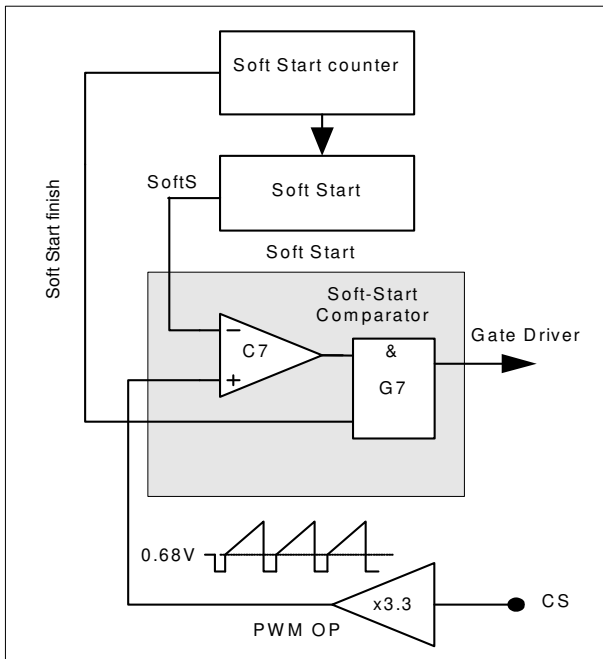 Soft Start counter
SoftS
Soft Start
Soft Start finish
Soft Start
Soft-Start
Comparator
Gate Driver
−
C7
+
&
G7
0.68V
x3.3
CS
PWM OP